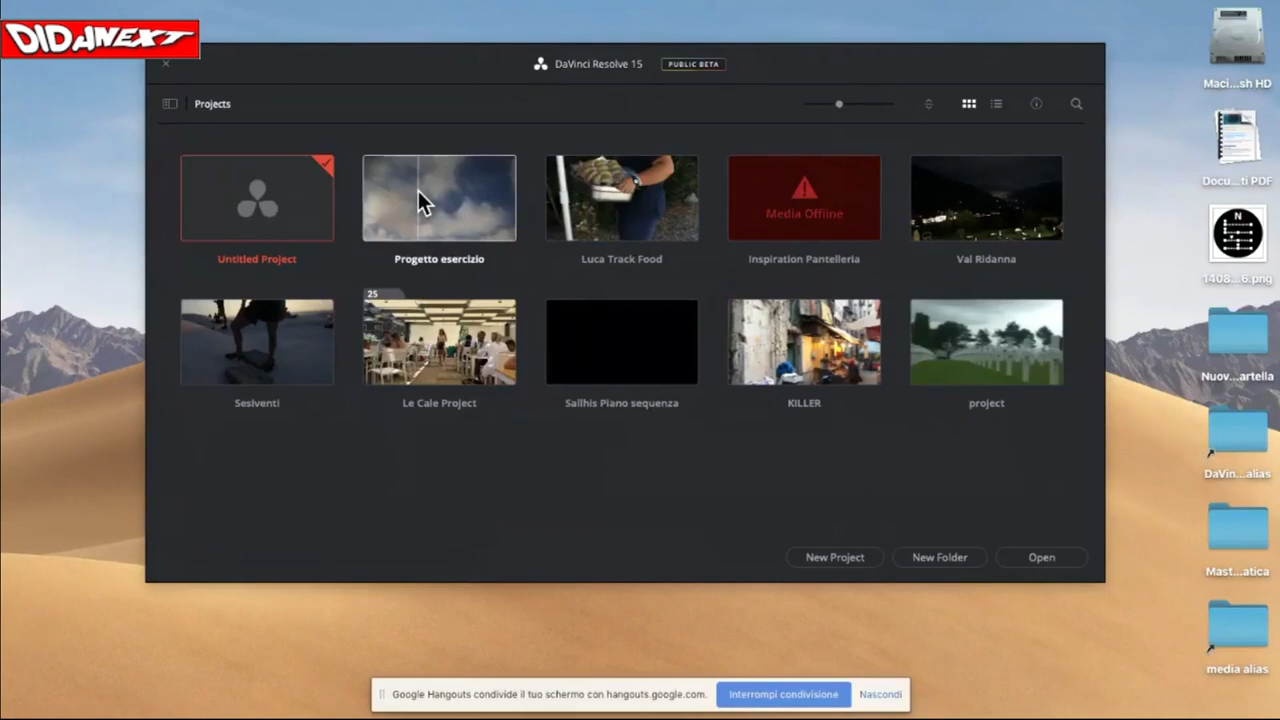 DIDANEXT
DaVinci Resolve 15
PUBLIC BETA
Projects
Media Offline
Untitled Project
Progetto esercizio
Luca Track Food
Inspiration Pantelleria
Val Ridanna
25
Sesiventi
Le Cale Project
Sallhis Piano sequenza
KILLER
project
New Project
New Folder
Open
Maci...sh HD
Docu...ti PDF
N
1408...6.png
Nuov...artella
DaVin...alias
Mast...atica
media alias
Google Hangouts condivide il tuo schermo con hangouts.google.com.
Interrompi condivisione
Nascondi